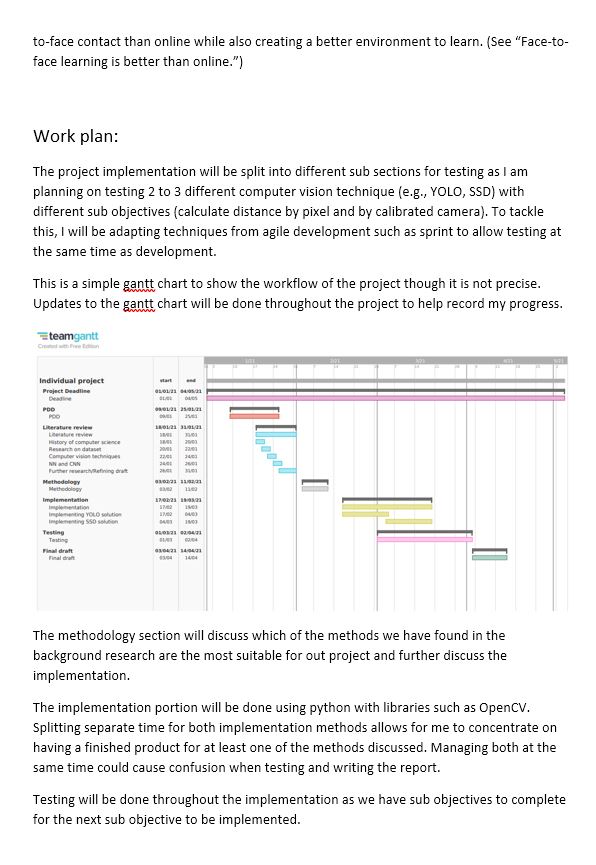 to-face contact than online while also creating a better environment to learn. (See “Face-to-
face learning is better than online.”)
Work plan:
The project implementation will be split into different sub sections for testing as I am
planning on testing 2 to 3 different computer vision technique (e.g., YOLO, SSD) with
different sub objectives (calculate distance by pixel and by calibrated camera). To tackle
this, I will be adapting techniques from agile development such as sprint to allow testing at
the same time as development.
This is a simple gantt chart to show the workflow of the project though it is not precise.
Updates to the gantt chart will be done throughout the project to help record my progress.
teamgantt
Created with Free Edition
1/21 2/21 3/21 4/21 5/21
Individual project start end
Project Deadline 01/01/21 04/05/21
Deadline 01/01 04/05
PDD 09/01/21 25/01/21
PDD 09/01 25/01
Literature review 18/01/21 31/01/21
Literature review 18/01 31/01
History of computer science 18/01 20/01
Research on dataset 20/01 22/01
Computer vision techniques 22/01 24/01
NN and CNN 24/01 26/01
Further research/Refining draft 26/01 31/01
Methodology 03/02/21 11/02/21
Methodology 03/02 11/02
Implementation 17/02/21 19/03/21
Implementation 17/02 19/03
Implementing YOLO solution 17/02 04/03
Implementing SSD solution 04/03 19/03
Testing 01/03/21 02/04/21
Testing 01/03 02/04
Final draft 03/04/21 14/04/21
Final draft 03/04 14/04
The methodology section will discuss which of the methods we have found in the
background research are the most suitable for out project and further discuss the
implementation.
The implementation portion will be done using python with libraries such as OpenCV.
Splitting separate time for both implementation methods allows for me to concentrate on
having a finished product for at least one of the methods discussed. Managing both at the
same time could cause confusion when testing and writing the report.
Testing will be done throughout the implementation as we have sub objectives to complete
for the next sub objective to be implemented.